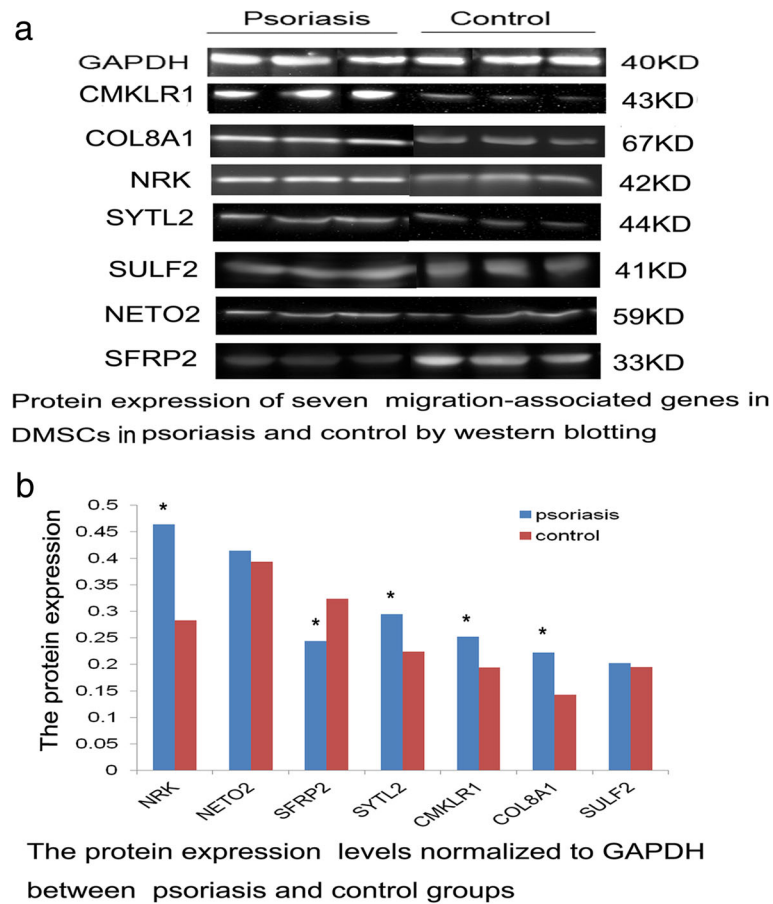 a
Psoriasis Control
GAPDH 40KD
CMKLR1 43KD
COL8A1 67KD
NRK 42KD
SYTL2 44KD
SULF2 41KD
NETO2 59KD
SFRP2 33KD
Protein expression of seven migration-associated genes in
DMSCs in psoriasis and control by western blotting
b
The protein expression
0.5
0.45
0.4
0.35
0.3
0.25
0.2
0.15
0.1
0.05
0
* * * * *
psoriasis
control
NRK NETO2 SFRP2 SYTL2 CMKLR1 COL8A1 SULF2
The protein expression levels normalized to GAPDH
between psoriasis and control groups